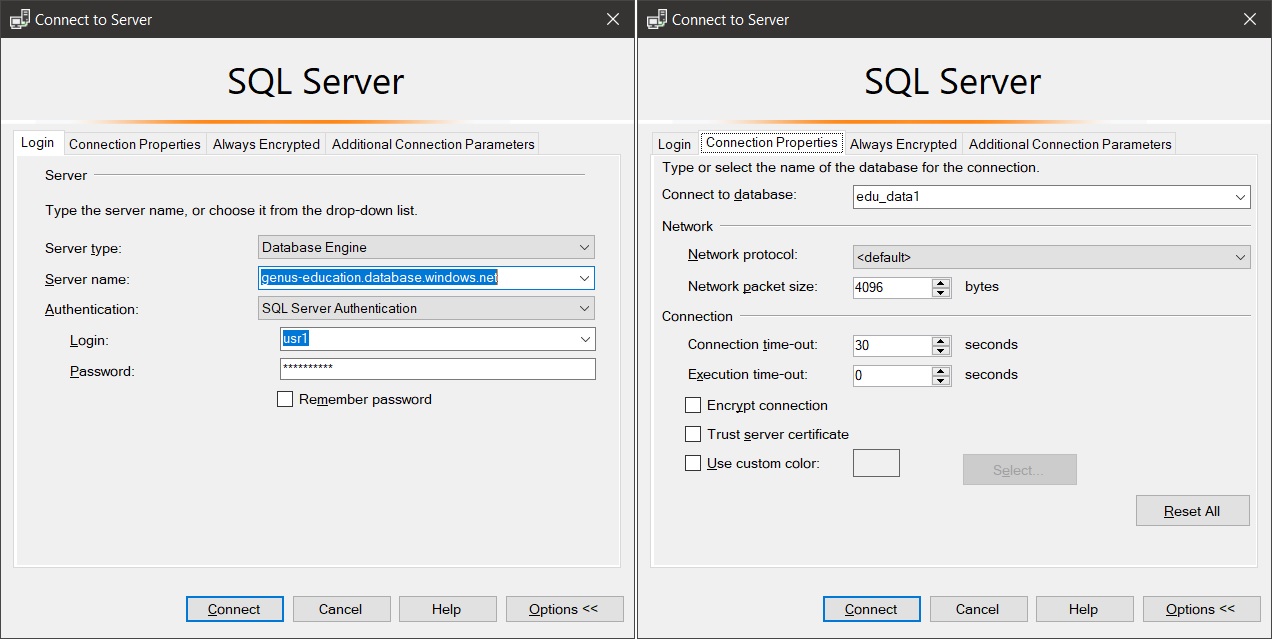 Connect to Server
SQL Server
Login Connection Properties Always Encrypted Additional Connection Parameters
Server
Type the server name, or choose it from the drop-down list.
Server type: Database Engine
Server name: genus-education.database.windows.net
Authentication: SQL Server Authentication
Login: usr1
Password: **********
Remember password
Connect Cancel Help Options <<
Connect to Server
SQL Server
Login Connection Properties Always Encrypted Additional Connection Parameters
Type or select the name of the database for the connection.
Connect to database: edu_data1
Network
Network protocol: <default>
Network packet size: 4096 bytes
Connection
Connection time-out: 30 seconds
Execution time-out: 0 seconds
Encrypt connection
Trust server certificate
Use custom color: Select...
Reset All
Connect Cancel Help Options <<